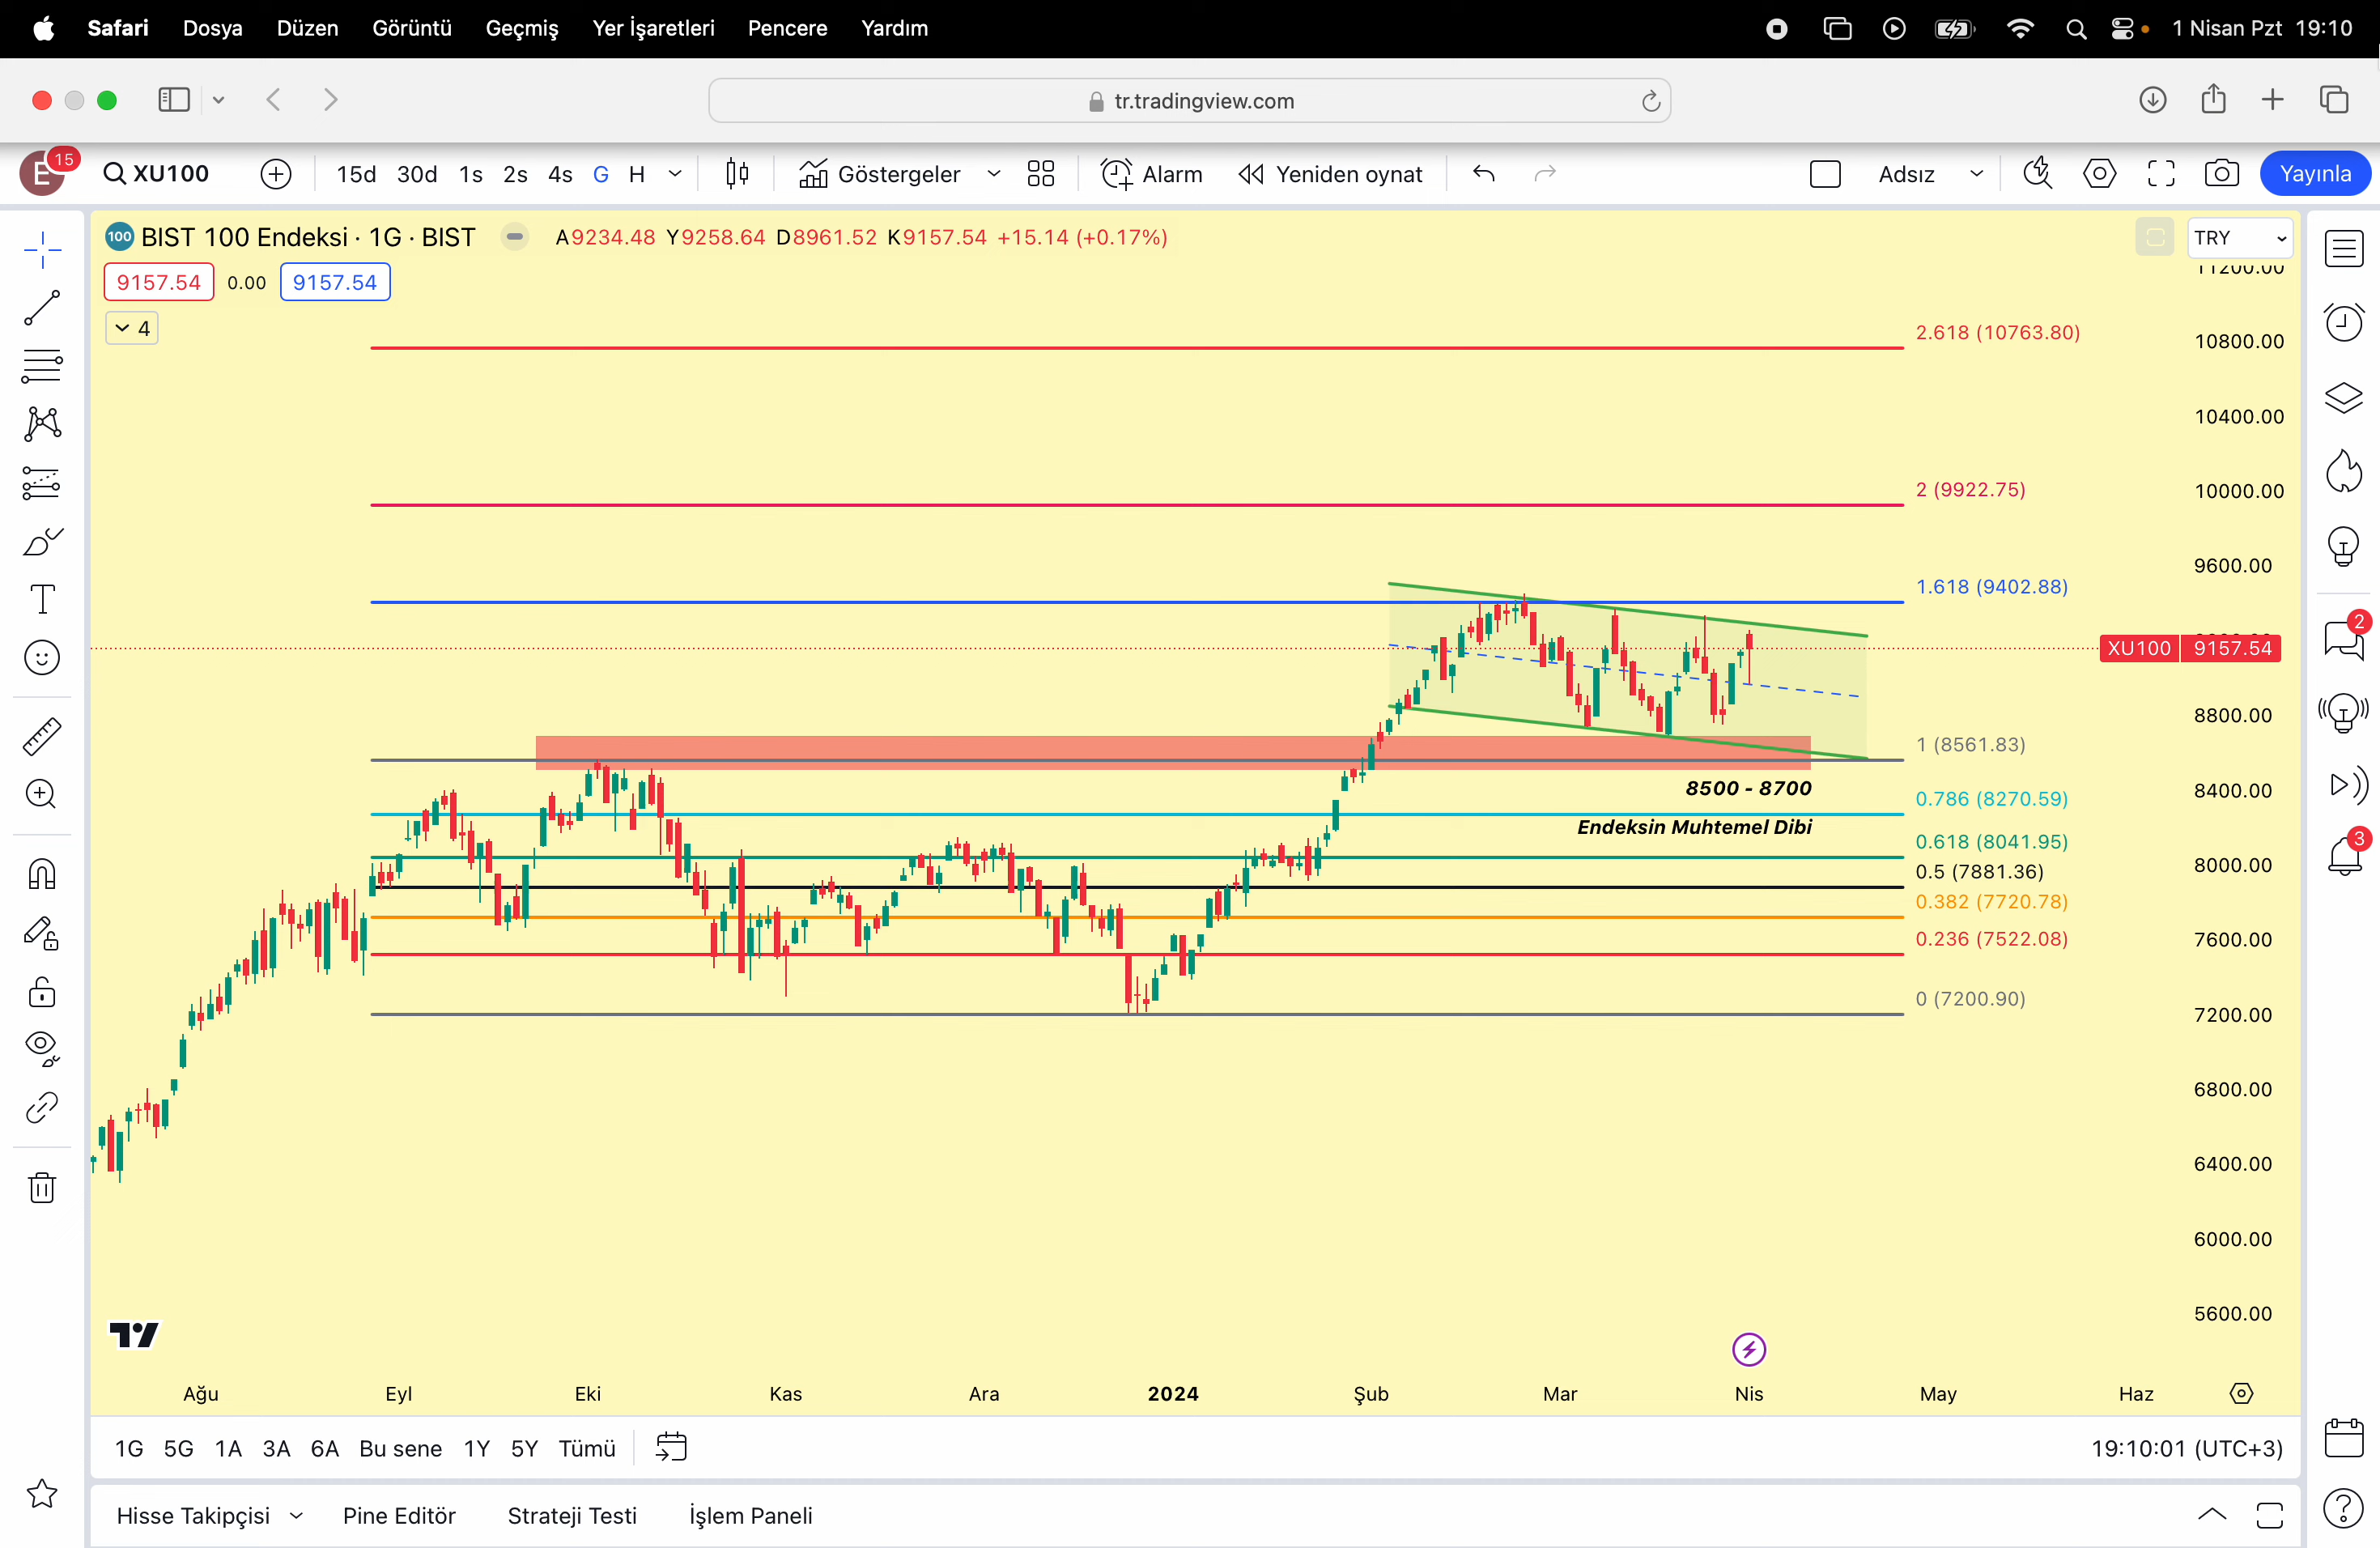 Safari Dosya Düzen Görüntü Geçmiş Yer İşaretleri Pencere Yardım 1 Nisan Pzt 19:10
tr.tradingview.com
E 15 XU100 15d 30d 1s 2s 4s G H Göstergeler Alarm Yeniden oynat Adsız Yayınla
100 BIST 100 Endeksi · 1G · BIST A9234.48 Y9258.64 D8961.52 K9157.54 +15.14 (+0.17%) TRY
9157.54 0.00 9157.54
4
11200.00
2.618 (10763.80)
10800.00
10400.00
2 (9922.75)
10000.00
9600.00
1.618 (9402.88)
2
XU100 9157.54
8800.00
1 (8561.83)
8500 - 8700
8400.00
0.786 (8270.59)
Endeksin Muhtemel Dibi
3
0.618 (8041.95)
8000.00
0.5 (7881.36)
0.382 (7720.78)
0.236 (7522.08)
7600.00
0 (7200.90)
7200.00
6800.00
6400.00
6000.00
5600.00
Ağu Eyl Eki Kas Ara 2024 Şub Mar Nis May Haz
1G 5G 1A 3A 6A Bu sene 1Y 5Y Tümü 19:10:01 (UTC+3)
Hisse Takipçisi Pine Editör Strateji Testi İşlem Paneli